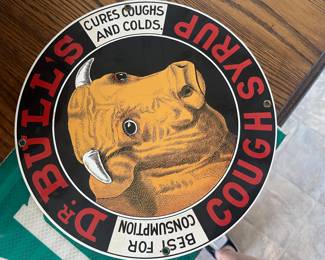 DR. BULL'S
COUGH SYRUP
CURES COUGHS
AND COLDS.
BEST FOR
CONSUMPTION